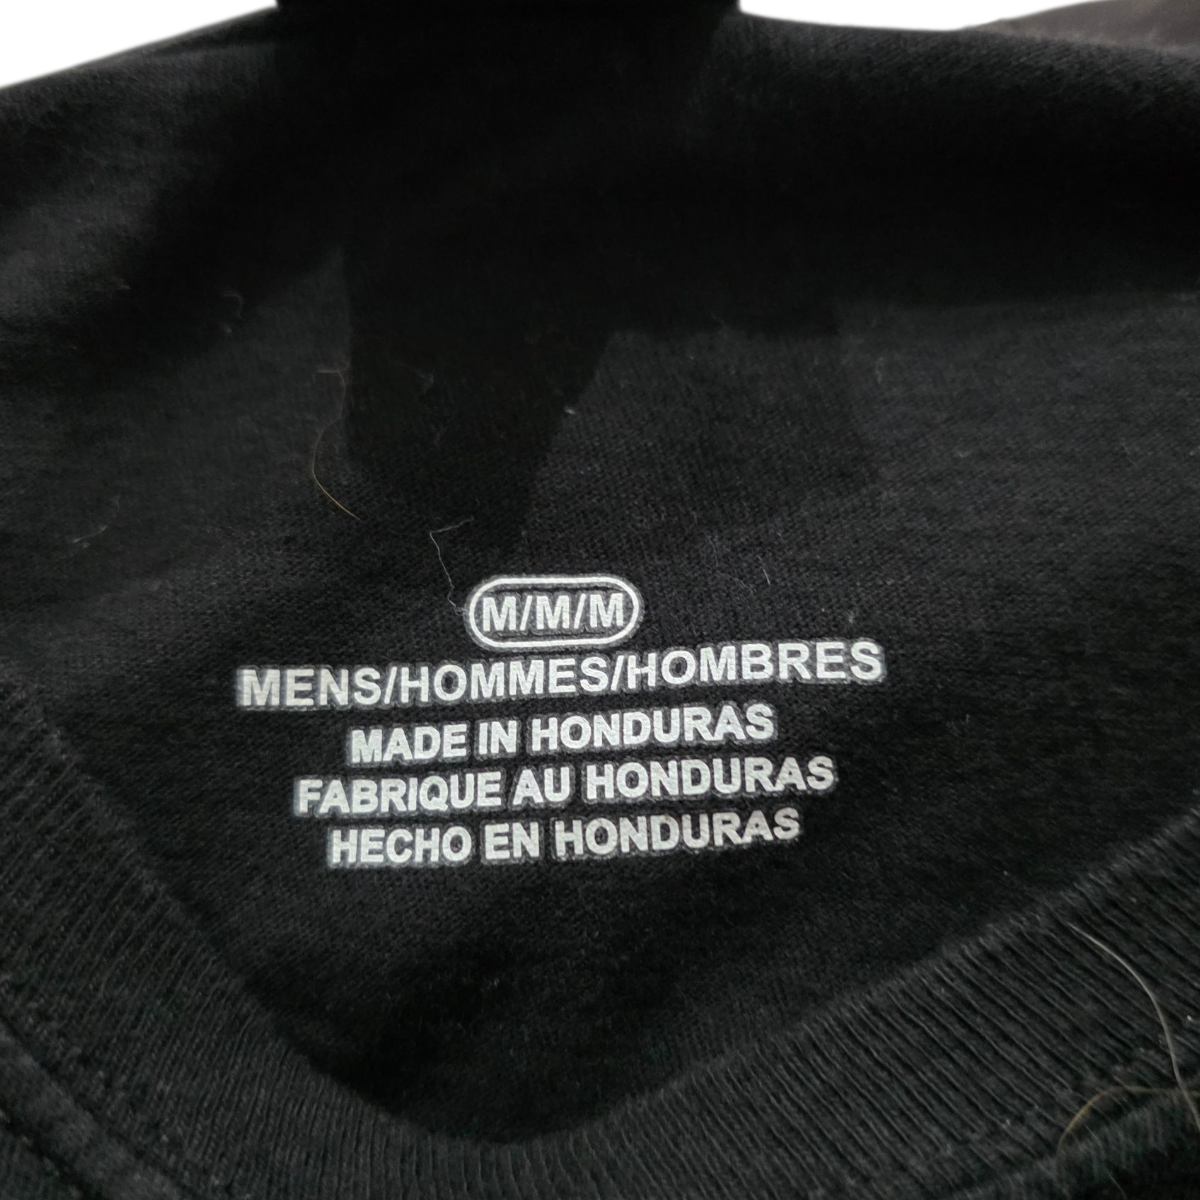 M/M/M
MENS/HOMMES/HOMBRES
MADE IN HONDURAS
FABRIQUE AU HONDURAS
HECHO EN HONDURAS